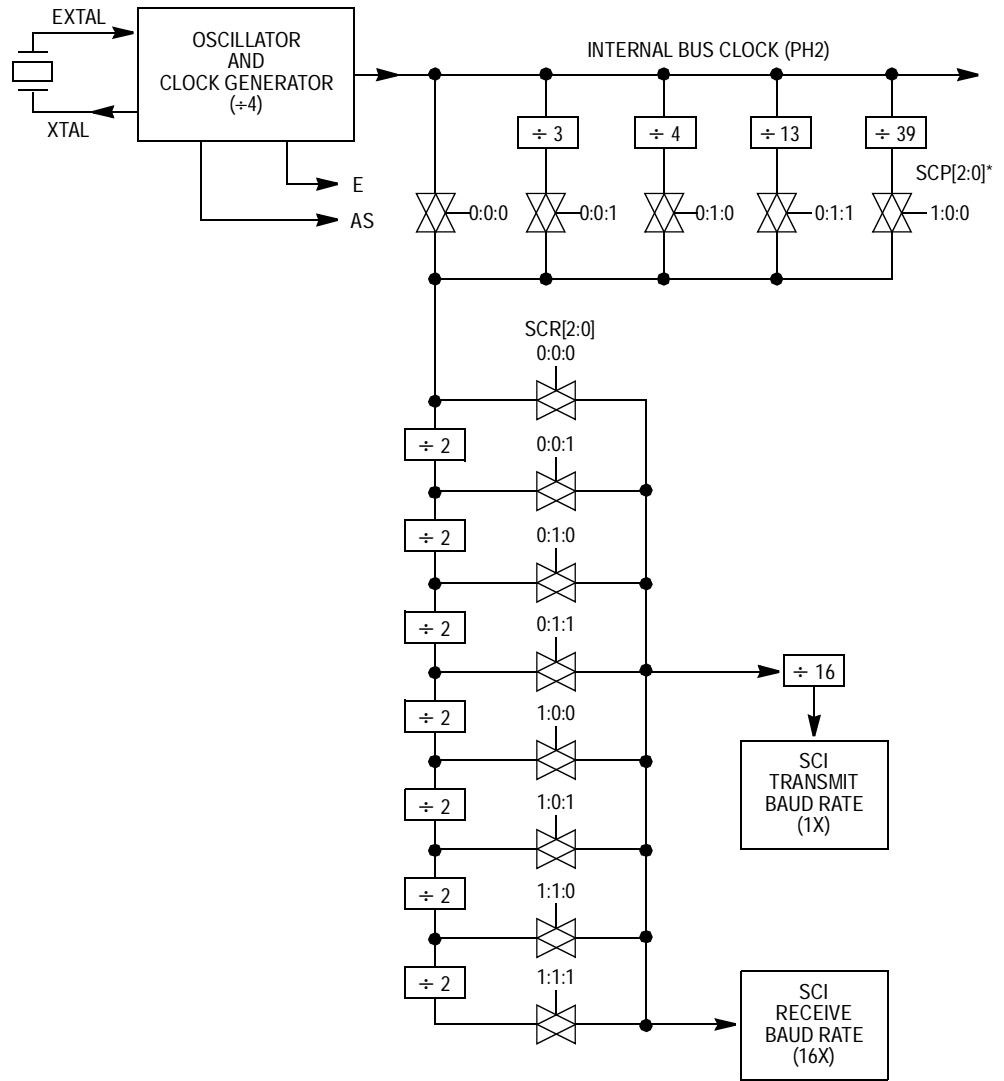 EXTAL
OSCILLATOR
AND
CLOCK GENERATOR
(÷4)
XTAL
E
AS
INTERNAL BUS CLOCK (PH2)
÷ 3
÷ 4
÷ 13
÷ 39
SCP[2:0]*
0:0:0
0:0:1
0:1:0
0:1:1
1:0:0
SCR[2:0]
0:0:0
÷ 2
0:0:1
÷ 2
0:1:0
÷ 2
0:1:1
÷ 16
÷ 2
1:0:0
SCI
TRANSMIT
BAUD RATE
(1X)
÷ 2
1:0:1
÷ 2
1:1:0
÷ 2
1:1:1
SCI
RECEIVE
BAUD RATE
(16X)